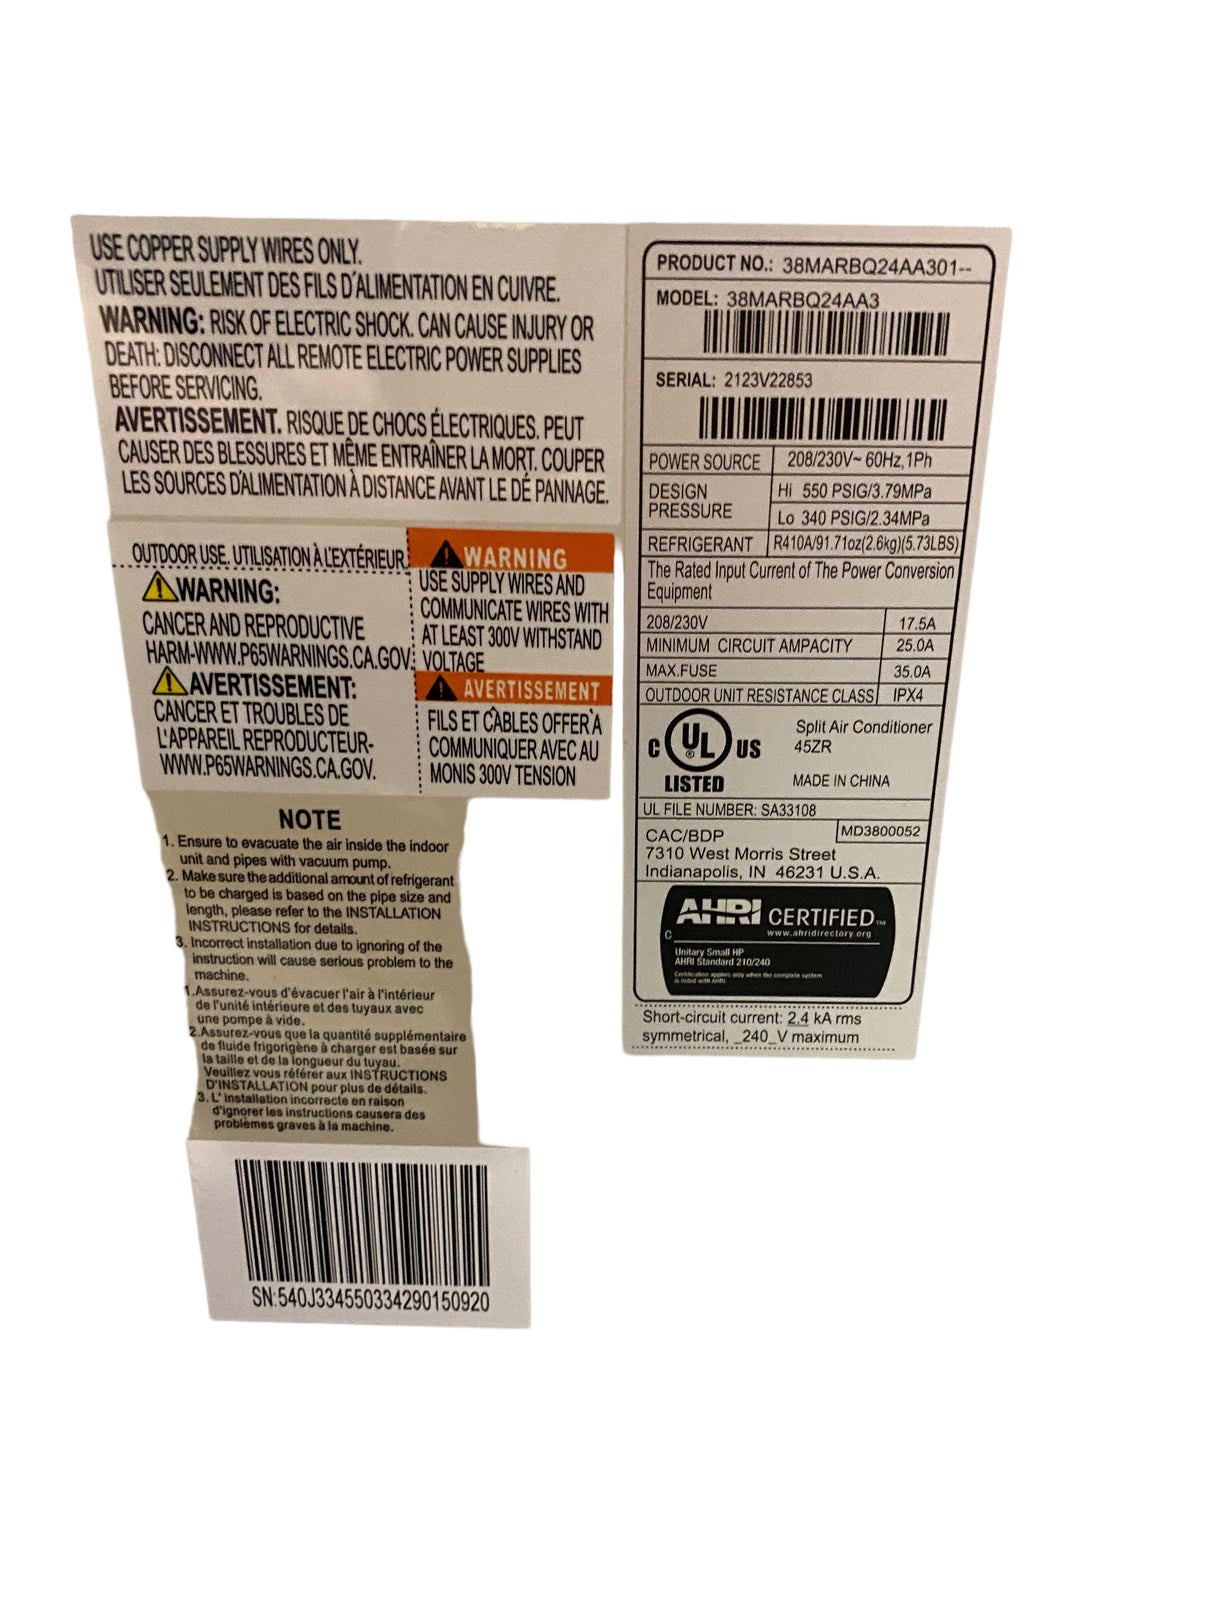 USE COPPER SUPPLY WIRES ONLY.
UTILISER SEULEMENT DES FILS D'ALIMENTATION EN CUIVRE.
WARNING: RISK OF ELECTRIC SHOCK. CAN CAUSE INJURY OR
DEATH: DISCONNECT ALL REMOTE ELECTRIC POWER SUPPLIES
BEFORE SERVICING.
AVERTISSEMENT. RISQUE DE CHOCS ÉLECTRIQUES. PEUT
CAUSER DES BLESSURES ET MÊME ENTRAÎNER LA MORT. COUPER
LES SOURCES D'ALIMENTATION À DISTANCE AVANT LE DÉ PANNAGE.
OUTDOOR USE. UTILISATION À L'EXTÉRIEUR.
WARNING:
CANCER AND REPRODUCTIVE
HARM-WWW.P65WARNINGS.CA.GOV.
AVERTISSEMENT:
CANCER ET TROUBLES DE
L'APPAREIL REPRODUCTEUR-
WWW.P65WARNINGS.CA.GOV.
WARNING
USE SUPPLY WIRES AND
COMMUNICATE WIRES WITH
AT LEAST 300V WITHSTAND
VOLTAGE
AVERTISSEMENT
FILS ET CÂBLES OFFER À
COMMUNIQUER AVEC AU
MONIS 300V TENSION
NOTE
1. Ensure to evacuate the air inside the indoor
unit and pipes with vacuum pump.
2. Make sure the additional amount of refrigerant
to be charged is based on the pipe size and
length, please refer to the INSTALLATION
INSTRUCTIONS for details.
3. Incorrect installation due to ignoring of the
instruction will cause serious problem to the
machine.
1.Assurez-vous d'évacuer l'air à l'intérieur
de l'unité intérieure et des tuyaux avec
une pompe à vide.
2.Assurez-vous que la quantité supplémentaire
de fluide frigorigène à charger est basée sur
la taille et de la longueur du tuyau.
Veuillez vous référer aux INSTRUCTIONS
D'INSTALLATION pour plus de détails.
3. L' installation incorrecte en raison
d'ignorer les instructions causera des
problèmes graves à la machine.
SN:540J334550334290150920
PRODUCT NO.: 38MARBQ24AA301--
MODEL: 38MARBQ24AA3
SERIAL: 2123V22853
POWER SOURCE 208/230V~ 60Hz,1Ph
DESIGN PRESSURE Hi 550 PSIG/3.79MPa
Lo 340 PSIG/2.34MPa
REFRIGERANT R410A/91.71oz(2.6kg)(5.73LBS)
The Rated Input Current of The Power Conversion
Equipment
208/230V 17.5A
MINIMUM CIRCUIT AMPACITY 25.0A
MAX.FUSE 35.0A
OUTDOOR UNIT RESISTANCE CLASS IPX4
C UL ® US
LISTED
Split Air Conditioner
45ZR
MADE IN CHINA
UL FILE NUMBER: SA33108
CAC/BDP MD3800052
7310 West Morris Street
Indianapolis, IN 46231 U.S.A.
AHRI CERTIFIED™
www.ahridirectory.org
C
Unitary Small HP
AHRI Standard 210/240
Certification applies only when the complete system
is listed with AHRI.
Short-circuit current: 2.4 kA rms
symmetrical, _240_V maximum